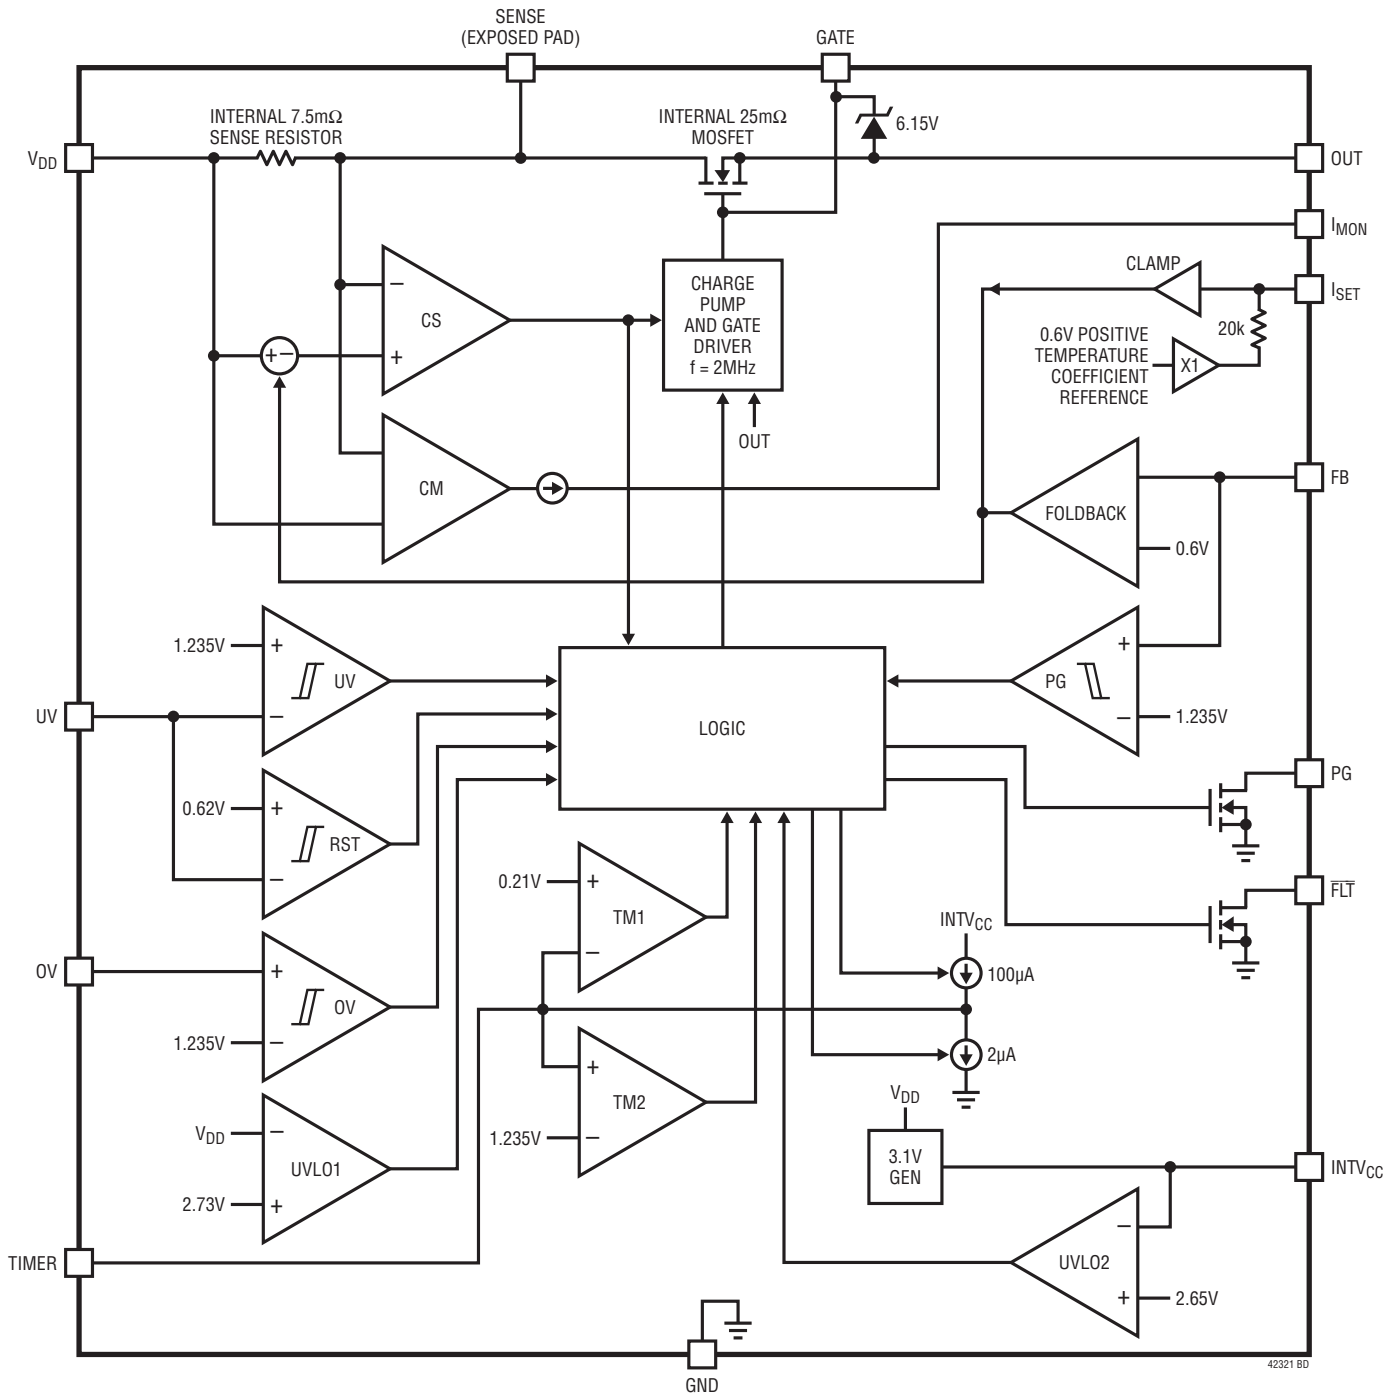 SENSE
(EXPOSED PAD)
GATE
INTERNAL 7.5mΩ
SENSE RESISTOR
INTERNAL 25mΩ
MOSFET
6.15V
VDD
OUT
IMON
CLAMP
ISET
20k
0.6V POSITIVE
TEMPERATURE
COEFFICIENT
REFERENCE
X1
CHARGE
PUMP
AND GATE
DRIVER
f = 2MHz
OUT
−
CS
+
+−
CM
FOLDBACK
FB
0.6V
1.235V
+
UV
−
UV
0.62V
+
RST
−
OV
+
OV
1.235V
−
VDD
−
UVLO1
2.73V
+
TIMER
LOGIC
+
PG
−
1.235V
PG
FLT
0.21V
+
TM1
−
+
TM2
1.235V
−
INTVCC
100µA
2µA
VDD
3.1V
GEN
INTVCC
−
UVLO2
+
2.65V
GND
42321 BD